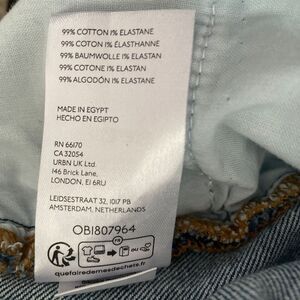 99% COTTON 1% ELASTANE
99% COTON 1% ÉLASTHANNE
99% BAUMWOLLE 1% ELASTAN
99% COTONE 1% ELASTAN
99% ALGODÓN 1% ELASTANE
MADE IN EGYPT
HECHO EN EGIPTO
RN 66170
CA 32054
URBN UK Ltd.
146 Brick Lane,
LONDON, E1 6RU
LEIDSESTRAAT 32, 1017 PB
AMSTERDAM, NETHERLANDS
OB1807964
FR
OU
quefairedemesdechets.fr